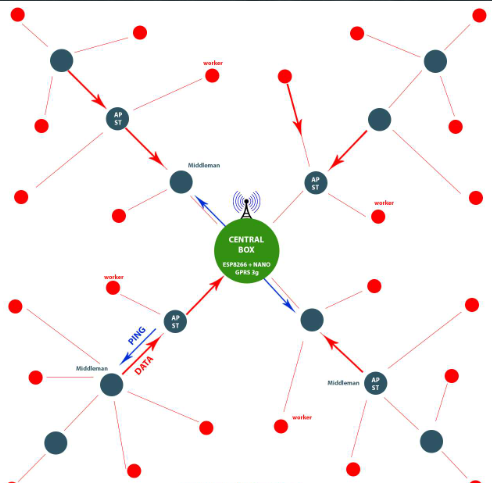 worker
AP
ST
Middleman
AP
ST
worker
CENTRAL
BOX
ESP8266 + NANO
GPRS 3g
worker
AP
ST
PING
DATA
Middleman
Middleman
AP
ST
worker